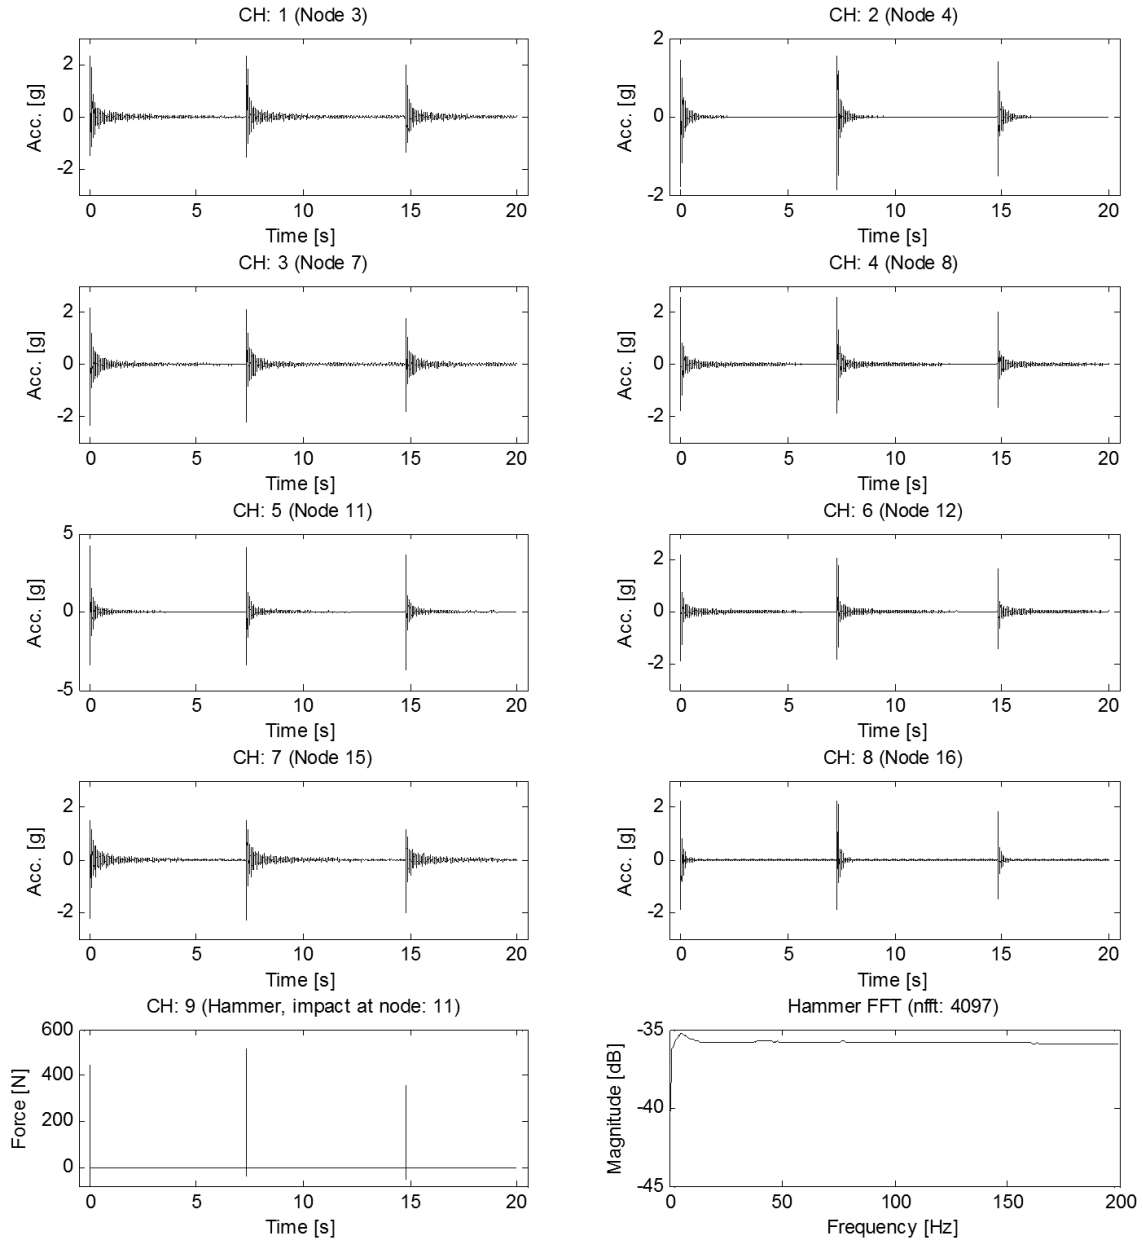 CH: 1 (Node 3)
Acc. [g]
2
0
-2
0 5 10 15 20
Time [s]
CH: 2 (Node 4)
Acc. [g]
2
0
-2
0 5 10 15 20
Time [s]
CH: 3 (Node 7)
Acc. [g]
2
0
-2
0 5 10 15 20
Time [s]
CH: 4 (Node 8)
Acc. [g]
2
0
-2
0 5 10 15 20
Time [s]
CH: 5 (Node 11)
Acc. [g]
5
0
-5
0 5 10 15 20
Time [s]
CH: 6 (Node 12)
Acc. [g]
2
0
-2
0 5 10 15 20
Time [s]
CH: 7 (Node 15)
Acc. [g]
2
0
-2
0 5 10 15 20
Time [s]
CH: 8 (Node 16)
Acc. [g]
2
0
-2
0 5 10 15 20
Time [s]
CH: 9 (Hammer, impact at node: 11)
Force [N]
600
400
200
0
0 5 10 15 20
Time [s]
Hammer FFT (nfft: 4097)
Magnitude [dB]
-35
-40
-45
0 50 100 150 200
Frequency [Hz]